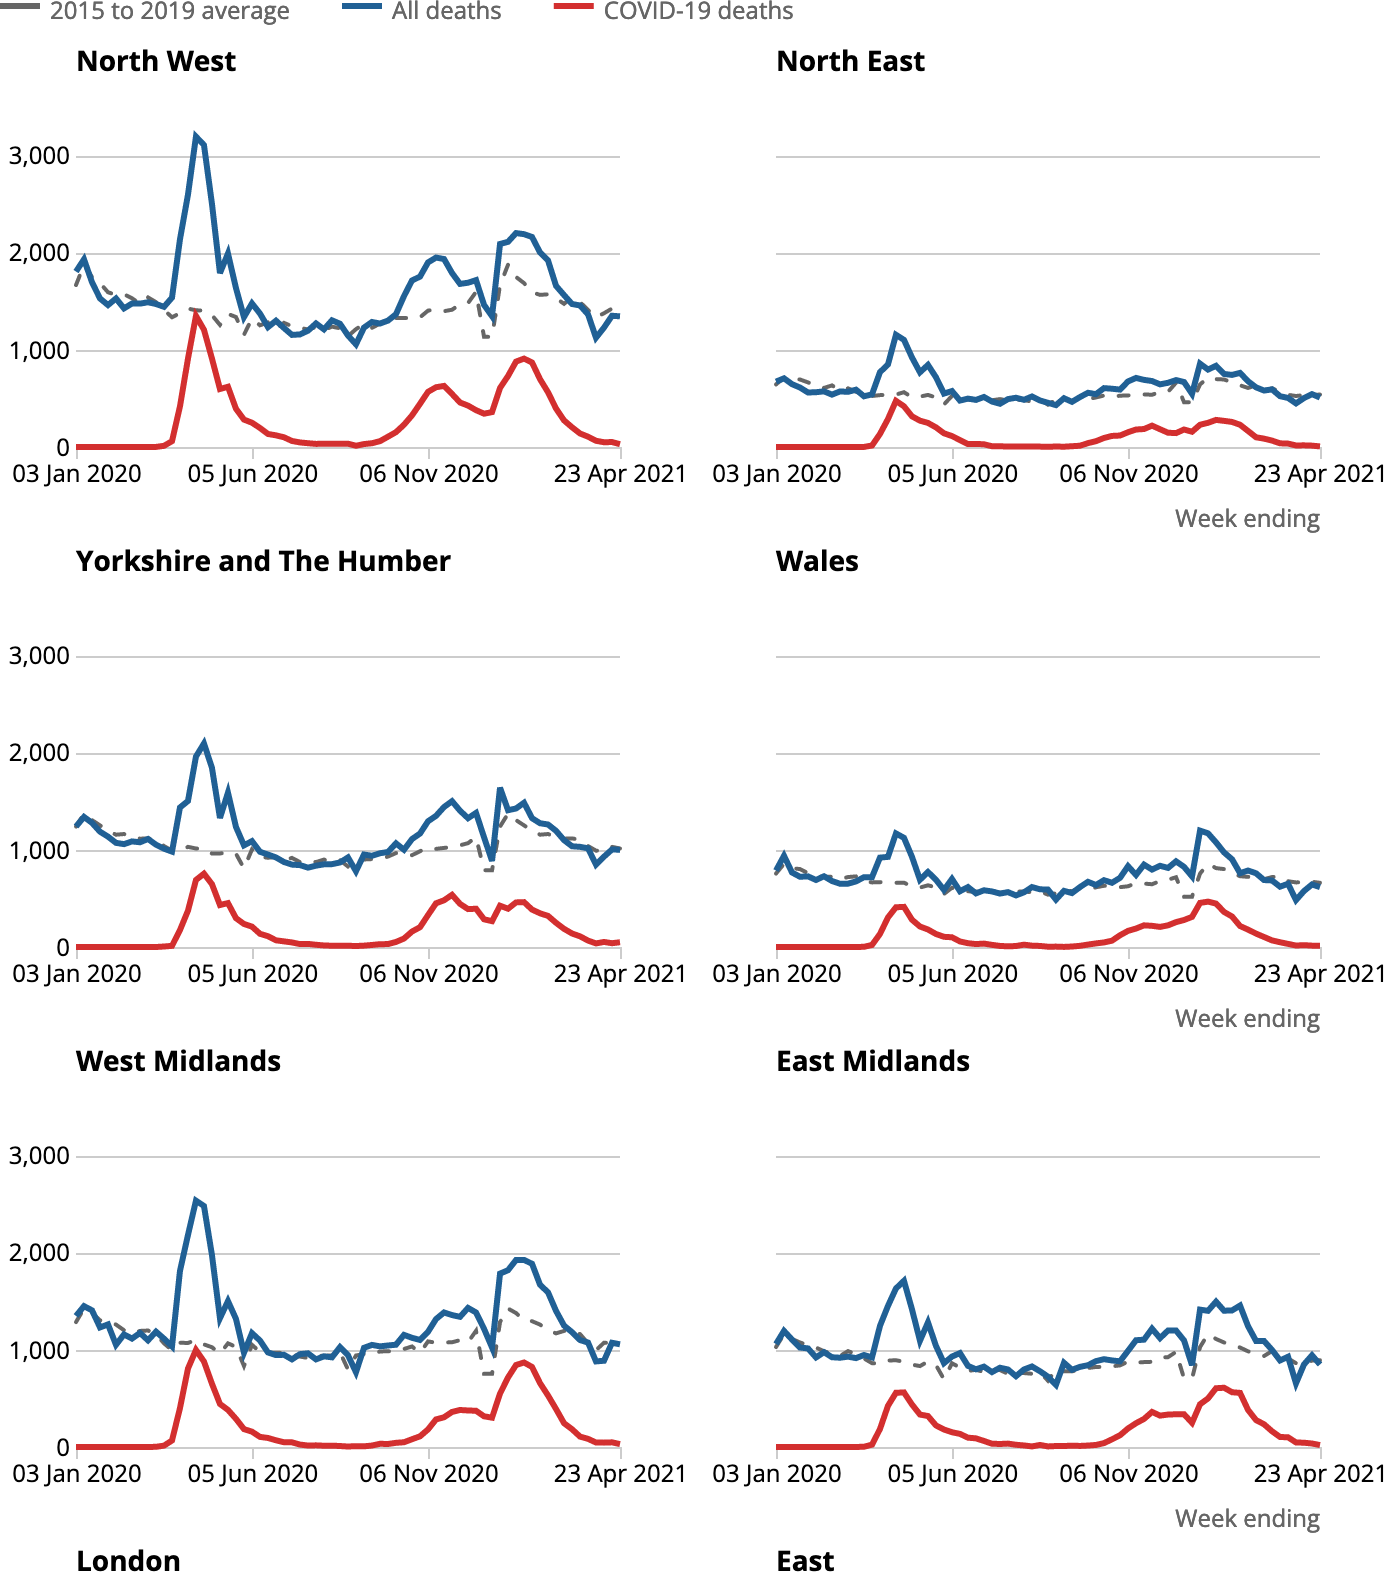 2015 to 2019 average All deaths COVID-19 deaths
North West North East
3,000
2,000
1,000
0
03 Jan 2020 05 Jun 2020 06 Nov 2020 23 Apr 2021 03 Jan 2020 05 Jun 2020 06 Nov 2020 23 Apr 2021
Week ending
Yorkshire and The Humber Wales
3,000
2,000
1,000
0
03 Jan 2020 05 Jun 2020 06 Nov 2020 23 Apr 2021 03 Jan 2020 05 Jun 2020 06 Nov 2020 23 Apr 2021
Week ending
West Midlands East Midlands
3,000
2,000
1,000
0
03 Jan 2020 05 Jun 2020 06 Nov 2020 23 Apr 2021 03 Jan 2020 05 Jun 2020 06 Nov 2020 23 Apr 2021
Week ending
London East